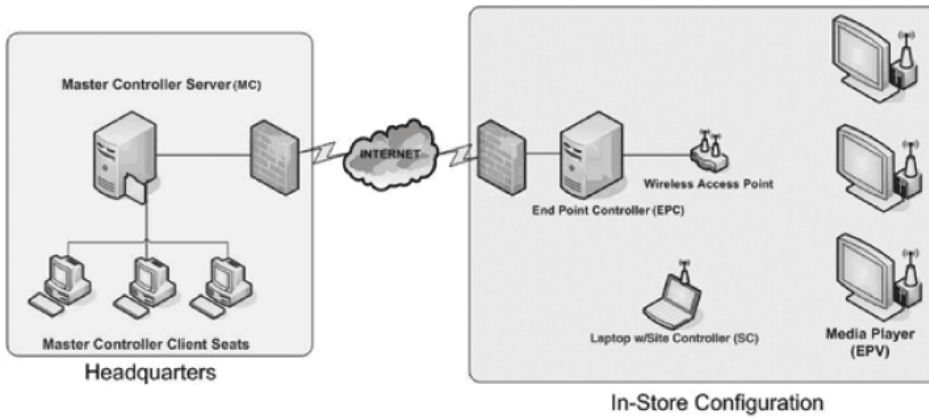 Master Controller Server (MC)
INTERNET
Master Controller Client Seats
Headquarters
Wireless Access Point
End Point Controller (EPC)
Laptop w/Site Controller (SC)
Media Player
(EPV)
In-Store Configuration